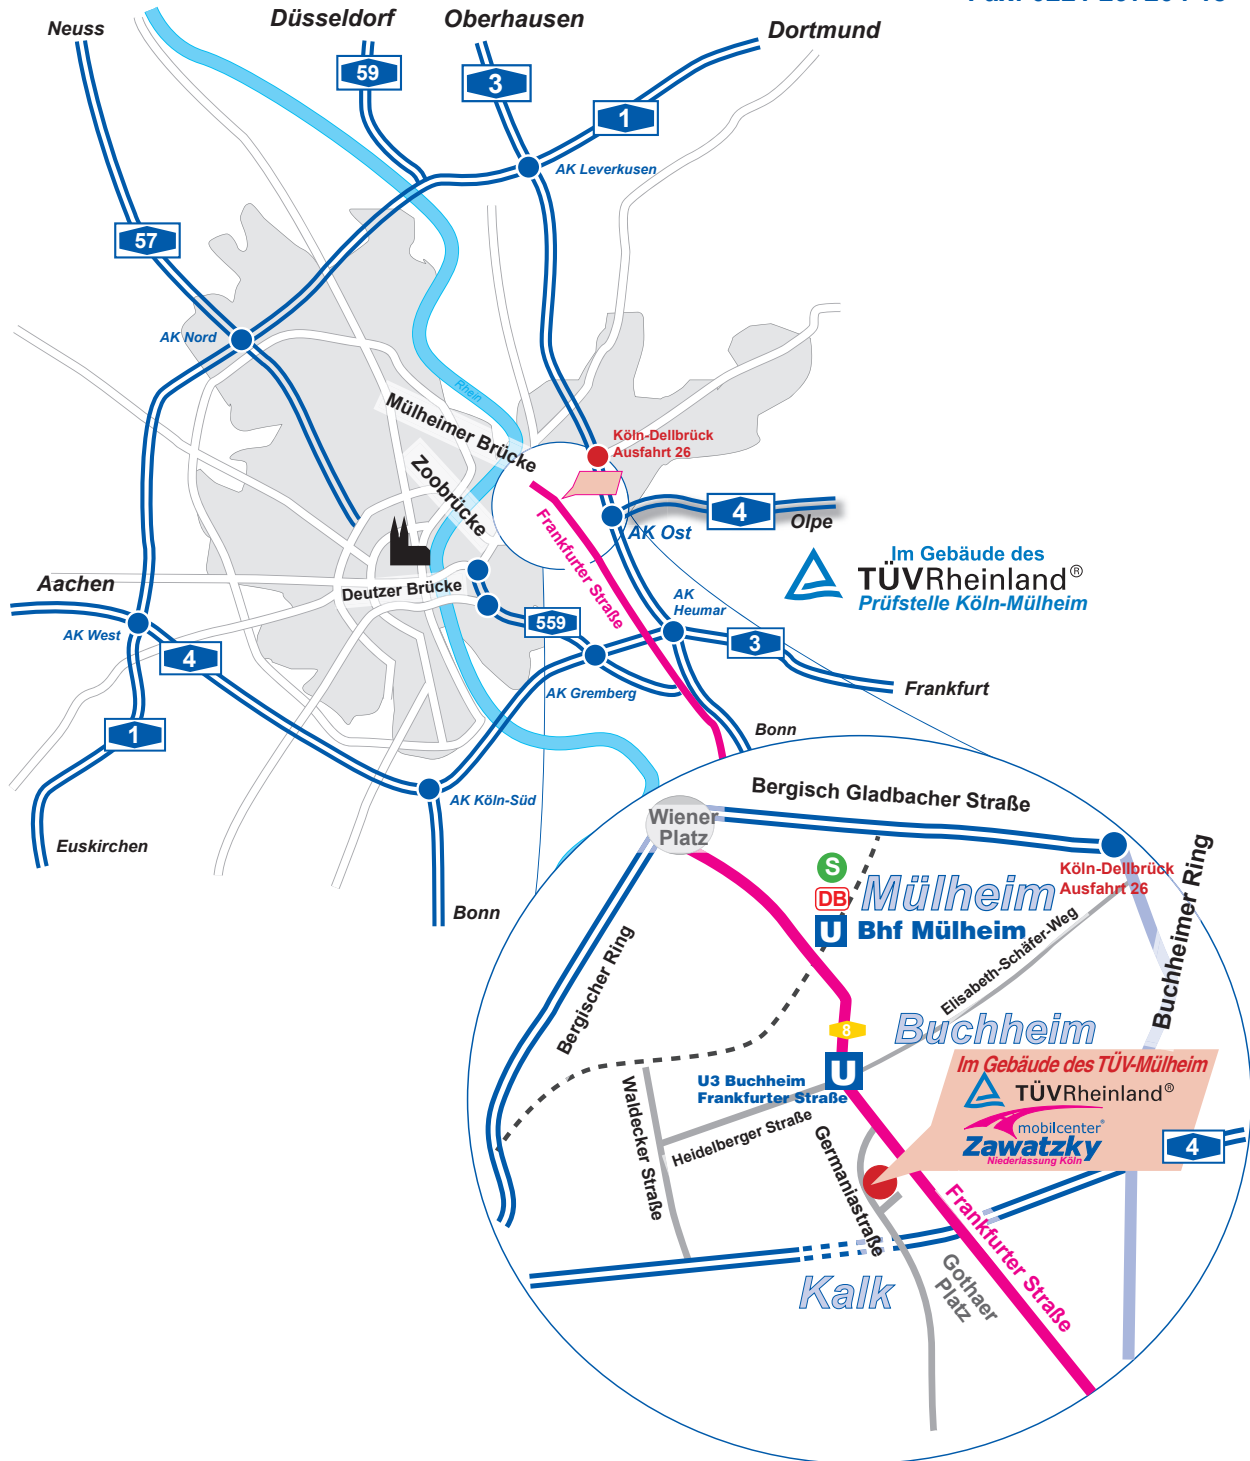 Neuss
Düsseldorf
Oberhausen
Dortmund
59
3
1
AK Leverkusen
57
AK Nord
Rhein
Mülheimer Brücke
Zoobrücke
Köln-Dellbrück
Ausfahrt 26
4
Olpe
AK Ost
Frankfurter Straße
Im Gebäude des
TÜVRheinland®
Prüfstelle Köln-Mülheim
Aachen
Deutzer Brücke
AK
Heumar
559
AK West
4
3
AK Gremberg
Frankfurt
1
Bonn
AK Köln-Süd
Euskirchen
Bonn
Bergisch Gladbacher Straße
Wiener
Platz
Köln-Dellbrück
Ausfahrt 26
S
DB
Mülheim
U
Bhf Mülheim
Buchheimer Ring
Elisabeth-Schäfer-Weg
Bergischer Ring
8
Buchheim
U
U3 Buchheim
Frankfurter Straße
Im Gebäude des TÜV-Mülheim
TÜVRheinland®
mobilcenter®
Zawatzky
Niederlassung Köln
4
Waldecker Straße
Heidelberger Straße
Germaniastraße
Frankfurter Straße
Gothaer
Platz
Kalk